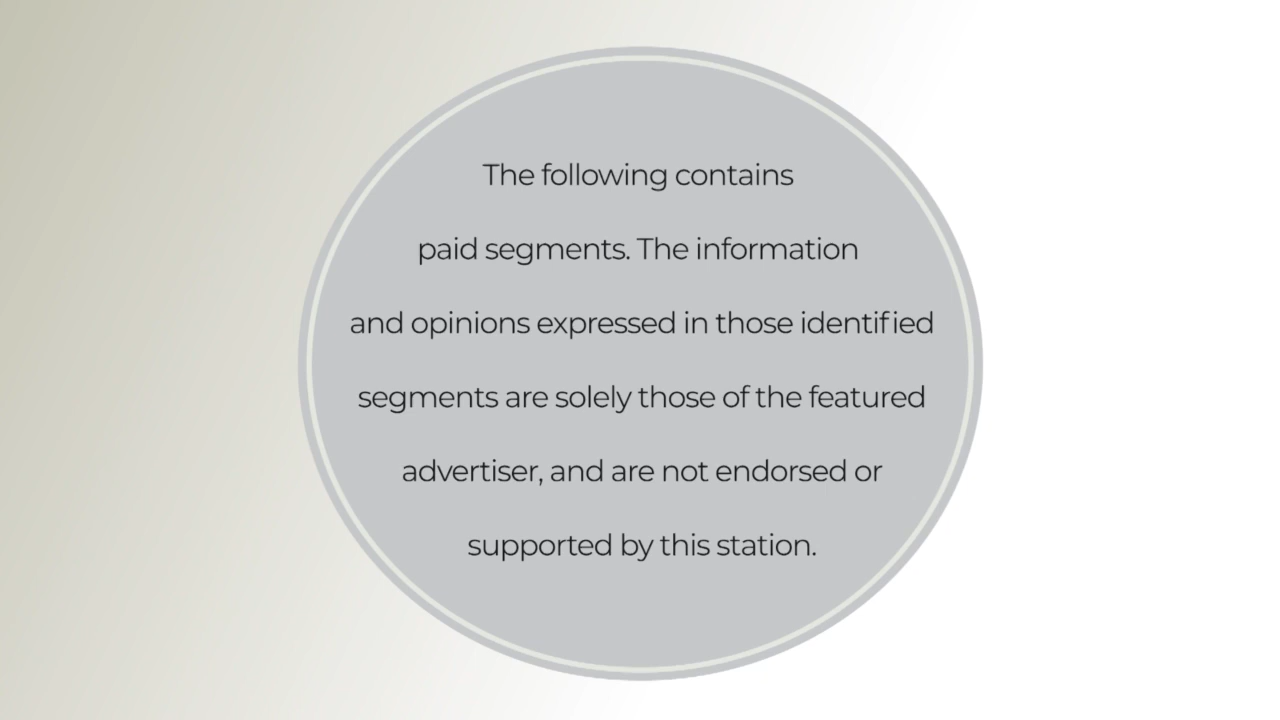 The following contains
paid segments. The information
and opinions expressed in those identified
segments are solely those of the featured
advertiser, and are not endorsed or
supported by this station.